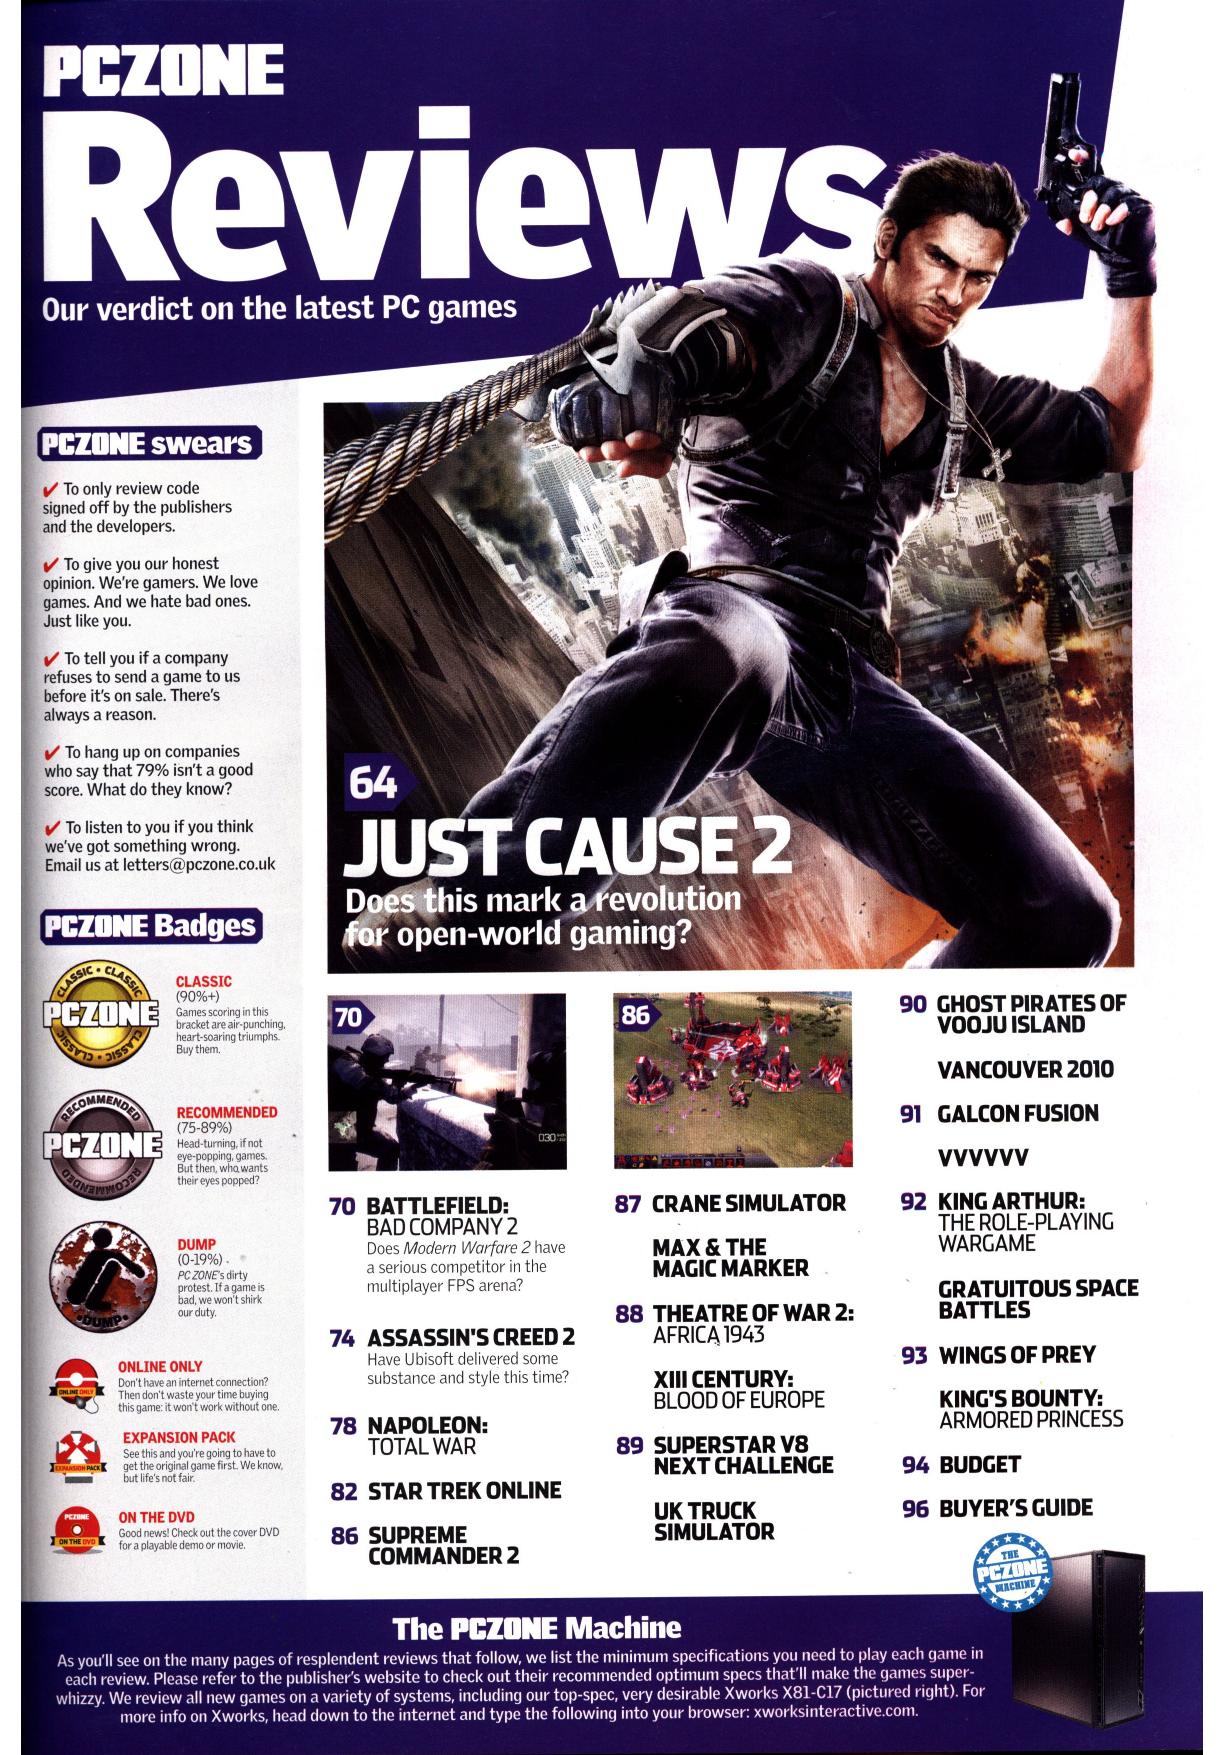 PCZONE
Reviews
Our verdict on the latest PC games
PCZONE swears
✔ To only review code
signed off by the publishers
and the developers.
✔ To give you our honest
opinion. We're gamers. We love
games. And we hate bad ones.
Just like you.
✔ To tell you if a company
refuses to send a game to us
before it's on sale. There's
always a reason.
✔ To hang up on companies
who say that 79% isn't a good
score. What do they know?
✔ To listen to you if you think
we've got something wrong.
Email us at letters@pczone.co.uk
PCZONE Badges
CLASSIC • CLASSIC
PCZONE
CLASSIC • CLASSIC
CLASSIC
(90%+)
Games scoring in this
bracket are air-punching,
heart-soaring triumphs.
Buy them.
RECOMMENDED
PCZONE
RECOMMENDED
RECOMMENDED
(75-89%)
Head-turning, if not
eye-popping, games.
But then, who wants
their eyes popped?
•DUMP•
DUMP
(0-19%)
PC ZONE's dirty
protest. If a game is
bad, we won't shirk
our duty.
ONLINE ONLY
ONLINE ONLY
Don't have an internet connection?
Then don't waste your time buying
this game: it won't work without one.
EXPANSION PACK
EXPANSION PACK
See this and you're going to have to
get the original game first. We know,
but life's not fair.
PCZONE
ON THE DVD
ON THE DVD
Good news! Check out the cover DVD
for a playable demo or movie.
64
JUST CAUSE 2
Does this mark a revolution
for open-world gaming?
70
030
70 BATTLEFIELD:
BAD COMPANY 2
Does Modern Warfare 2 have
a serious competitor in the
multiplayer FPS arena?
74 ASSASSIN'S CREED 2
Have Ubisoft delivered some
substance and style this time?
78 NAPOLEON:
TOTAL WAR
82 STAR TREK ONLINE
86 SUPREME
COMMANDER 2
86
87 CRANE SIMULATOR
MAX & THE
MAGIC MARKER
88 THEATRE OF WAR 2:
AFRICA 1943
XIII CENTURY:
BLOOD OF EUROPE
89 SUPERSTAR V8
NEXT CHALLENGE
UK TRUCK
SIMULATOR
90 GHOST PIRATES OF
VOOJU ISLAND
VANCOUVER 2010
91 GALCON FUSION
VVVVVV
92 KING ARTHUR:
THE ROLE-PLAYING
WARGAME
GRATUITOUS SPACE
BATTLES
93 WINGS OF PREY
KING'S BOUNTY:
ARMORED PRINCESS
94 BUDGET
96 BUYER'S GUIDE
THE
PCZONE
MACHINE
The PCZONE Machine
As you'll see on the many pages of resplendent reviews that follow, we list the minimum specifications you need to play each game in
each review. Please refer to the publisher's website to check out their recommended optimum specs that'll make the games super-
whizzy. We review all new games on a variety of systems, including our top-spec, very desirable Xworks X81-C17 (pictured right). For
more info on Xworks, head down to the internet and type the following into your browser: xworksinteractive.com.